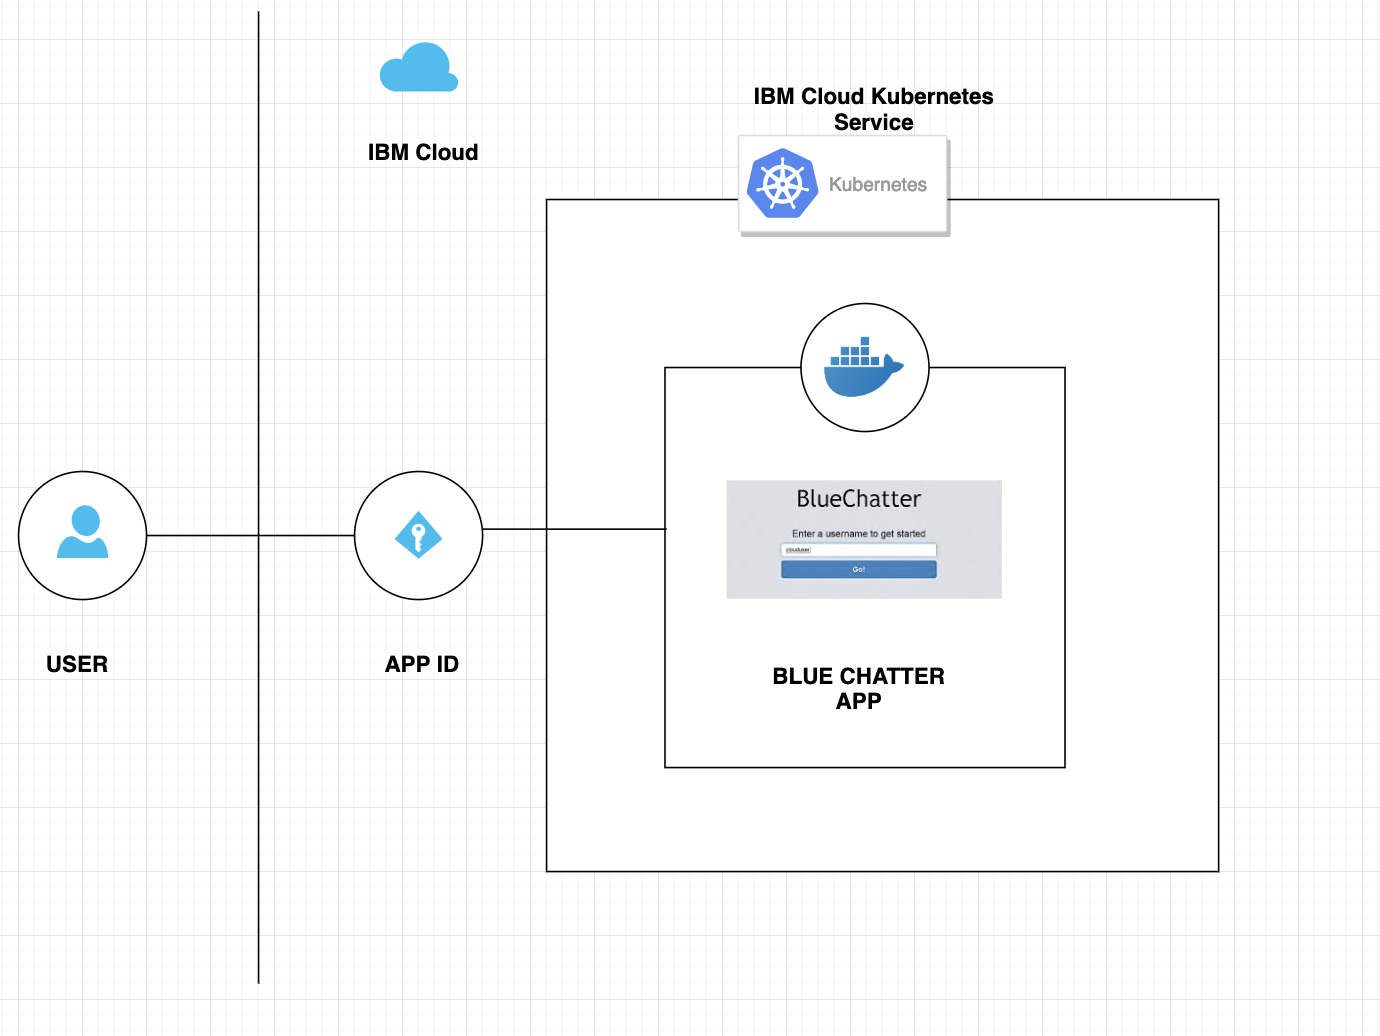 IBM Cloud
IBM Cloud Kubernetes
Service
Kubernetes
BlueChatter
Enter a username to get started
clouduser
Go!
USER
APP ID
BLUE CHATTER
APP